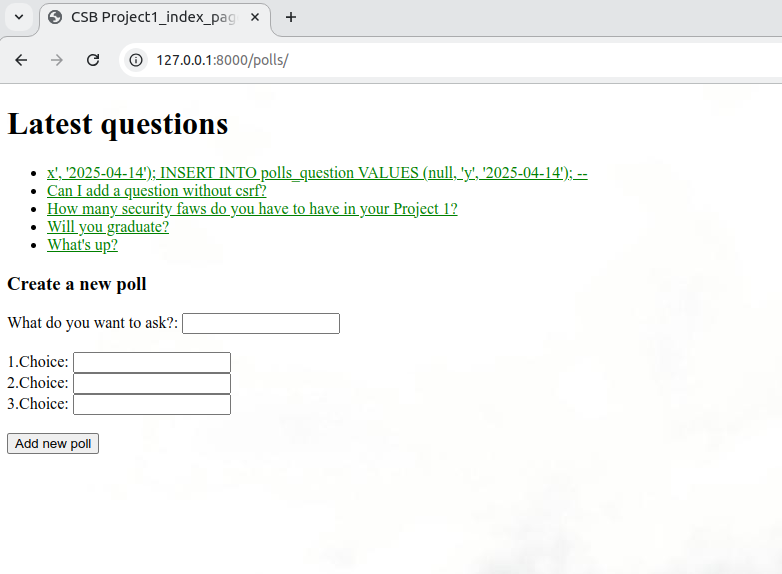 CSB Project1_index_pag
127.0.0.1:8000/polls/
Latest questions
x', '2025-04-14'); INSERT INTO polls_question VALUES (null, 'y', '2025-04-14'); --
Can I add a question without csrf?
How many security faws do you have to have in your Project 1?
Will you graduate?
What's up?
Create a new poll
What do you want to ask?:
1.Choice:
2.Choice:
3.Choice:
Add new poll